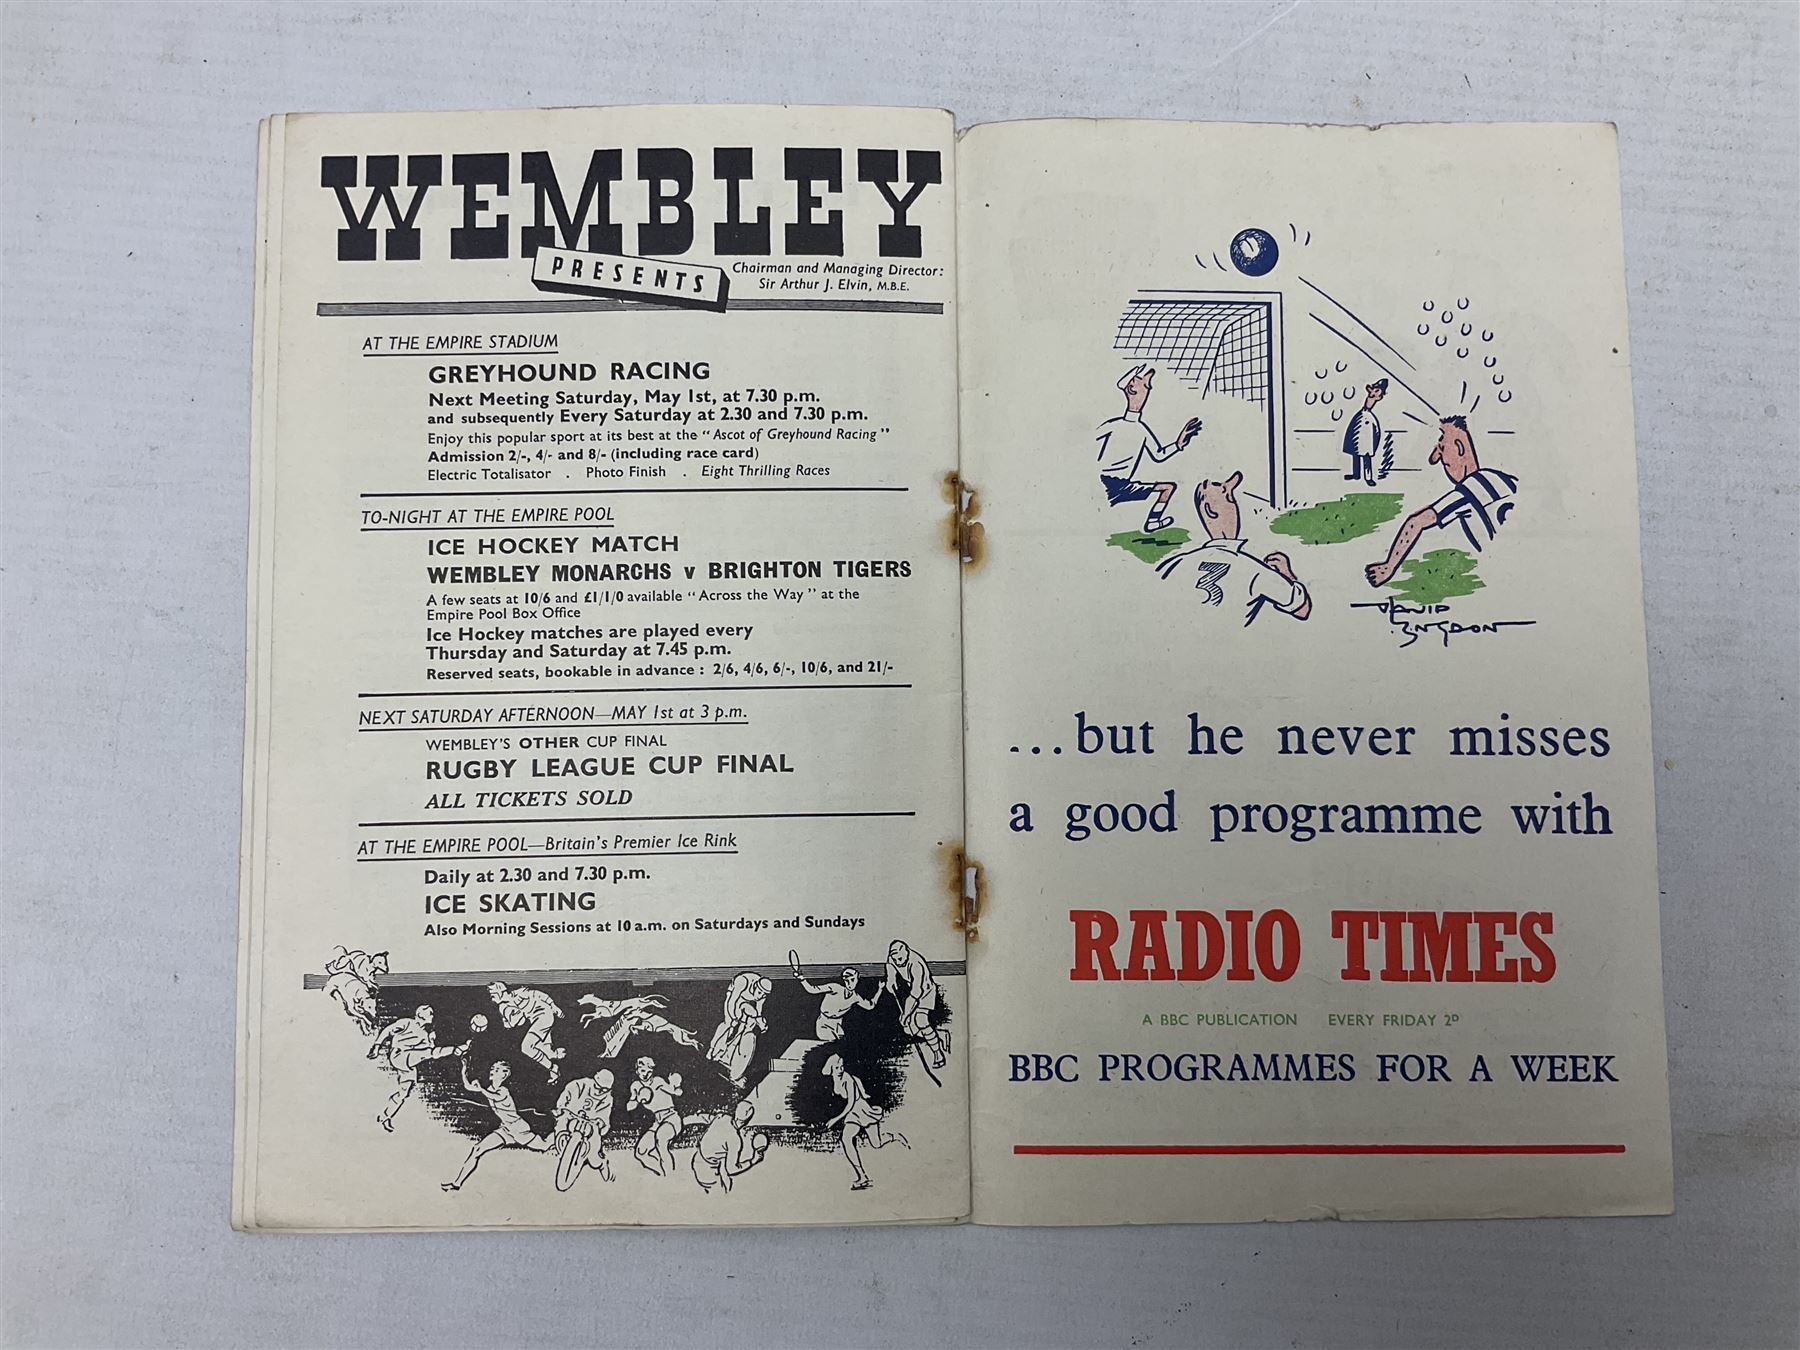 WEMBLEY
PRESENTS
Chairman and Managing Director:
Sir Arthur J. Elvin, M.B.E.
AT THE EMPIRE STADIUM
GREYHOUND RACING
Next Meeting Saturday, May 1st, at 7.30 p.m.
and subsequently Every Saturday at 2.30 and 7.30 p.m.
Enjoy this popular sport at its best at the "Ascot of Greyhound Racing"
Admission 2/-, 4/- and 8/- (including race card)
Electric Totalisator . Photo Finish . Eight Thrilling Races
TO-NIGHT AT THE EMPIRE POOL
ICE HOCKEY MATCH
WEMBLEY MONARCHS v BRIGHTON TIGERS
A few seats at 10/6 and £1/1/0 available "Across the Way" at the
Empire Pool Box Office
Ice Hockey matches are played every
Thursday and Saturday at 7.45 p.m.
Reserved seats, bookable in advance : 2/6, 4/6, 6/-, 10/6, and 21/-
NEXT SATURDAY AFTERNOON—MAY 1st at 3 p.m.
WEMBLEY'S OTHER CUP FINAL
RUGBY LEAGUE CUP FINAL
ALL TICKETS SOLD
AT THE EMPIRE POOL—Britain's Premier Ice Rink
Daily at 2.30 and 7.30 p.m.
ICE SKATING
Also Morning Sessions at 10 a.m. on Saturdays and Sundays
3
DAVID
LANGDON
...but he never misses
a good programme with
RADIO TIMES
A BBC PUBLICATION EVERY FRIDAY 2D
BBC PROGRAMMES FOR A WEEK